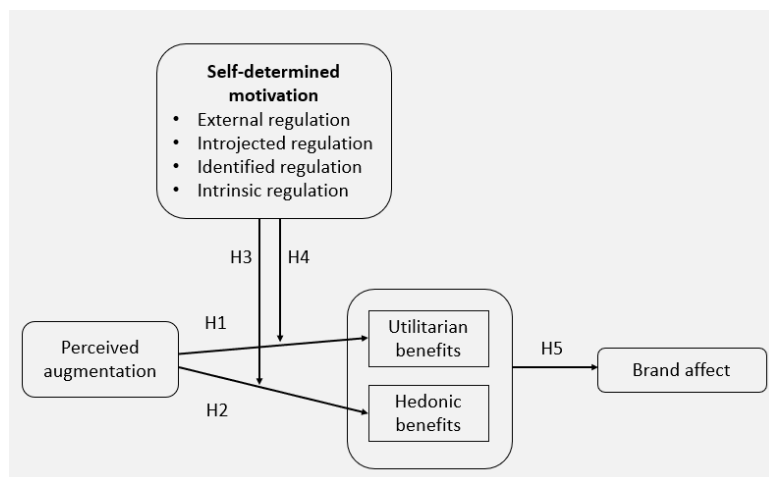 Self-determined
motivation
• External regulation
• Introjected regulation
• Identified regulation
• Intrinsic regulation
H3
H4
H1
Perceived
augmentation
H2
Utilitarian
benefits
Hedonic
benefits
H5
Brand affect